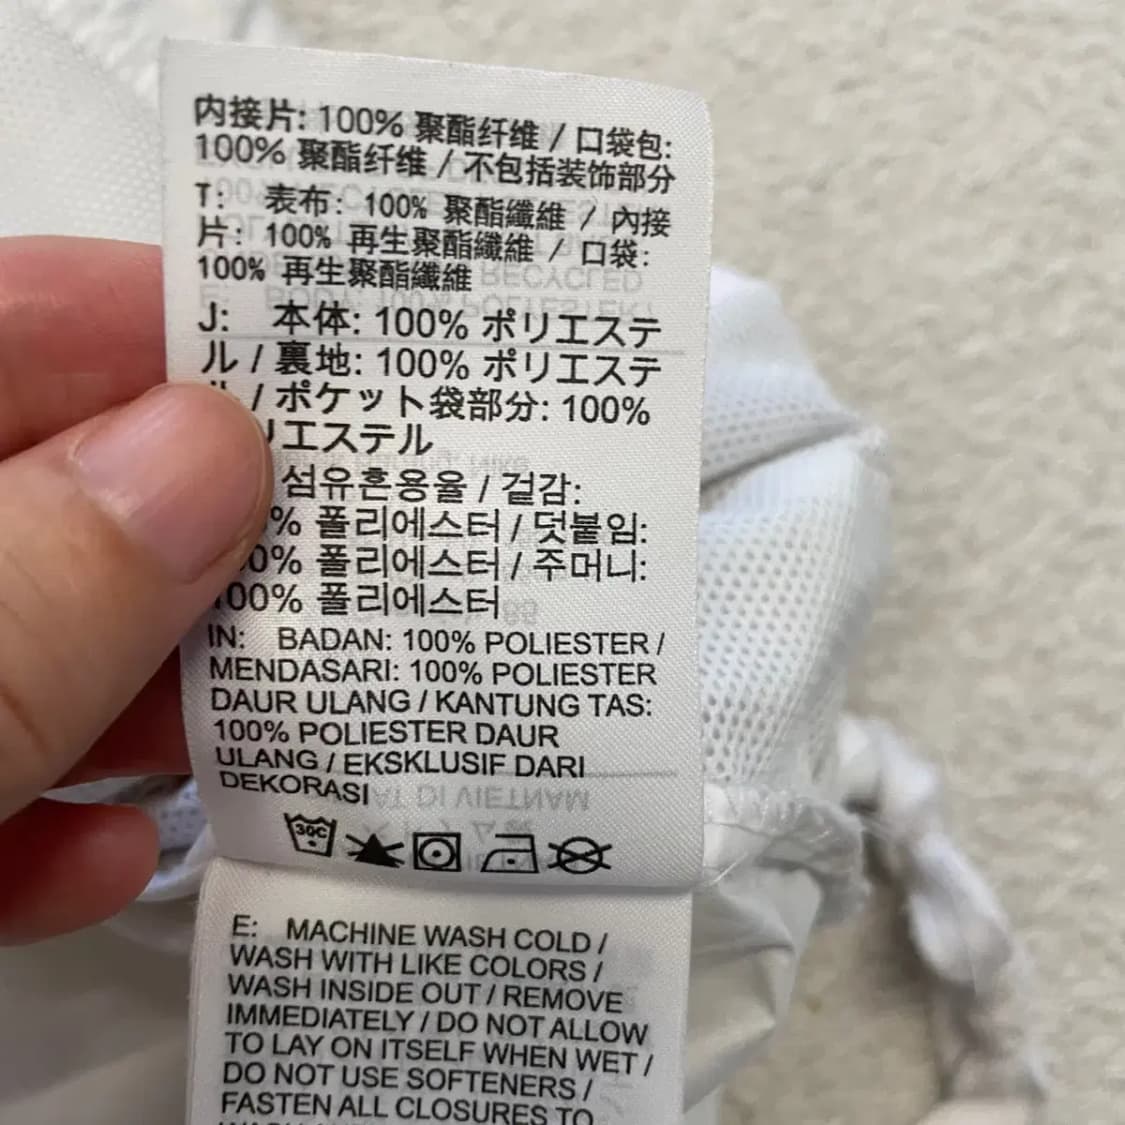 内接片: 100% 聚酯纤维 / 口袋包:
100% 聚酯纤维 / 不包括装饰部分
T: 表布: 100% 聚酯纖維 / 內接
片: 100% 再生聚酯纖維 / 口袋:
100% 再生聚酯纖維
J: 本体: 100% ポリエステ
ル / 裏地: 100% ポリエステ
ル / ポケット袋部分: 100%
リエステル
섬유혼용율 / 겉감:
% 폴리에스터 / 덧붙임:
00% 폴리에스터 / 주머니:
100% 폴리에스터
IN: BADAN: 100% POLIESTER /
MENDASARI: 100% POLIESTER
DAUR ULANG / KANTUNG TAS:
100% POLIESTER DAUR
ULANG / EKSKLUSIF DARI
DEKORASI
30C
E: MACHINE WASH COLD /
WASH WITH LIKE COLORS /
WASH INSIDE OUT / REMOVE
IMMEDIATELY / DO NOT ALLOW
TO LAY ON ITSELF WHEN WET /
DO NOT USE SOFTENERS /
FASTEN ALL CLOSURES TO